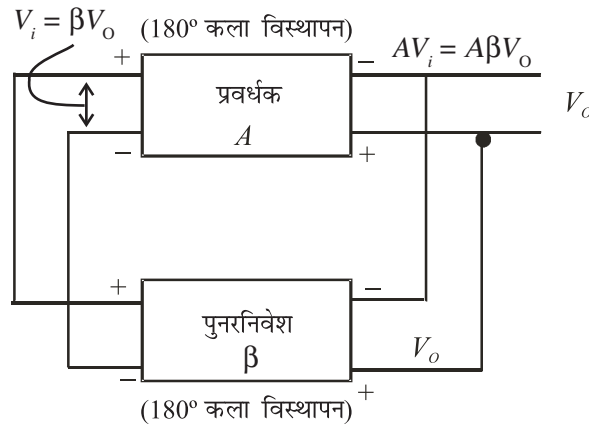 V_i = βV_O
(180° कला विस्थापन)
+
−
AV_i = AβV_O
प्रवर्धक
A
V_O
−
+
+
−
पुनरनिवेश
β
V_O
−
+
(180° कला विस्थापन)